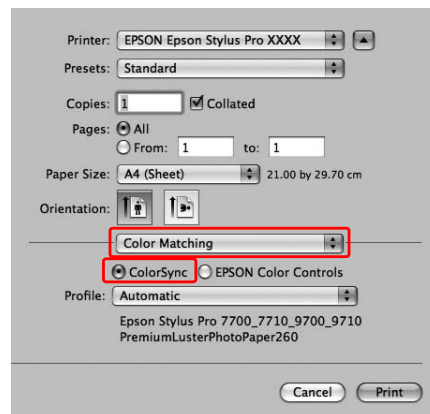 Printer: EPSON Epson Stylus Pro XXXX
Presets: Standard
Copies: 1 Collated
Pages: All
From: 1 to: 1
Paper Size: A4 (Sheet) 21.00 by 29.70 cm
Orientation:
Color Matching
ColorSync EPSON Color Controls
Profile: Automatic
Epson Stylus Pro 7700_7710_9700_9710
PremiumLusterPhotoPaper260
Cancel Print